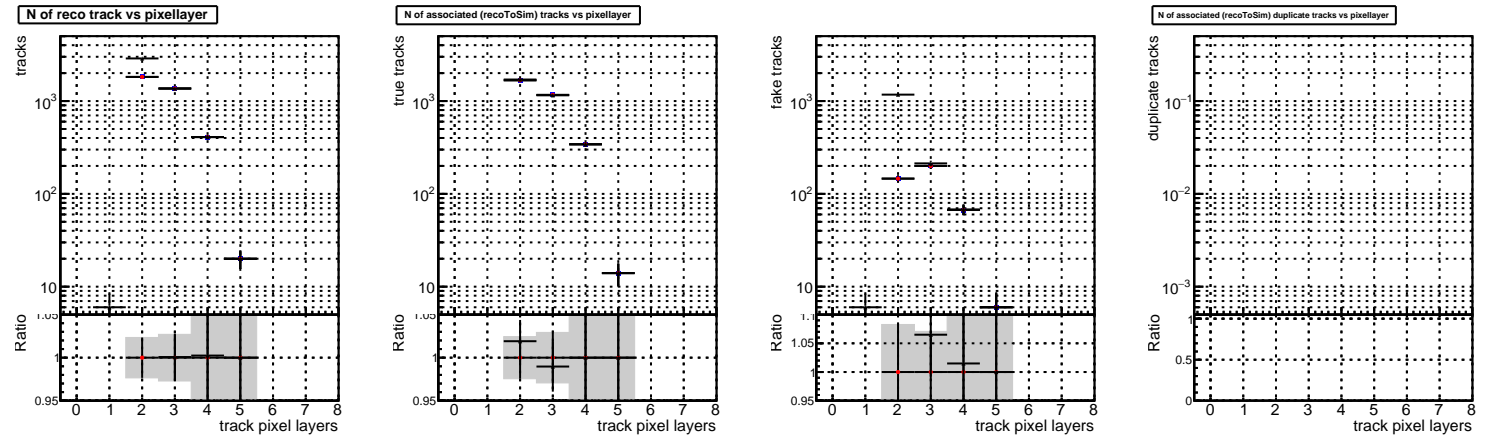 N of reco track vs pixellayer
tracks
10³
10²
10
1.05
Ratio
1
0.95
0 1 2 3 4 5 6 7 8
track pixel layers
N of associated (recoToSim) tracks vs pixellayer
true tracks
10³
10²
10
1.05
Ratio
1
0.95
0 1 2 3 4 5 6 7 8
track pixel layers
fake tracks
10³
10²
10
1.1
Ratio
1.05
1
0.95
0 1 2 3 4 5 6 7 8
track pixel layers
N of associated (recoToSim) duplicate tracks vs pixellayer
duplicate tracks
10⁻¹
10⁻²
10⁻³
Ratio
1
0.5
0
0 1 2 3 4 5 6 7 8
track pixel layers